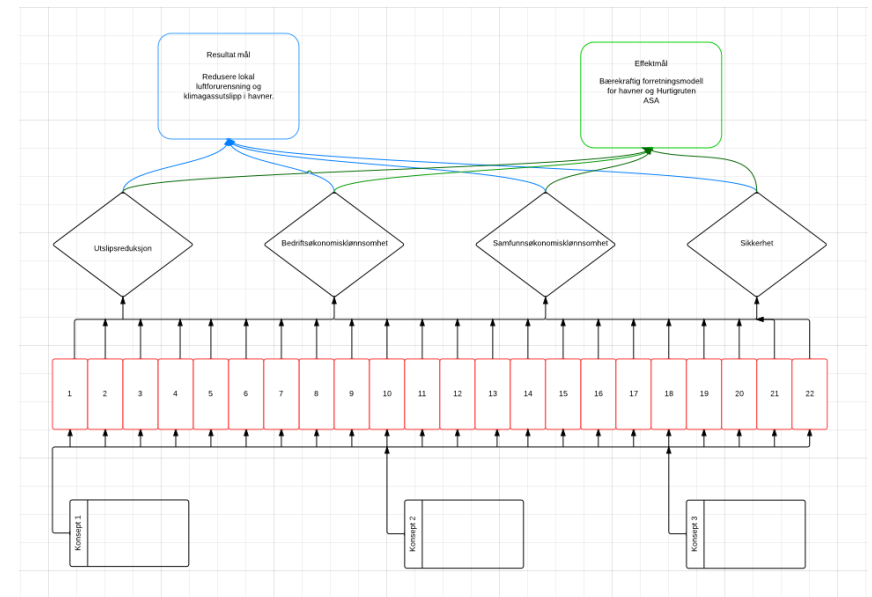 Resultat mål
Redusere lokal
luftforurensning og
klimagassutslipp i havner.
Effektmål
Bærekraftig forretningsmodell
for havner og Hurtigruten
ASA
Utslipsreduksjon
Bedriftsøkonomisklønnsomhet
Samfunnsøkonomisklønnsomhet
Sikkerhet
1
2
3
4
5
6
7
8
9
10
11
12
13
14
15
16
17
18
19
20
21
22
Konsept 1
Konsept 2
Konsept 3